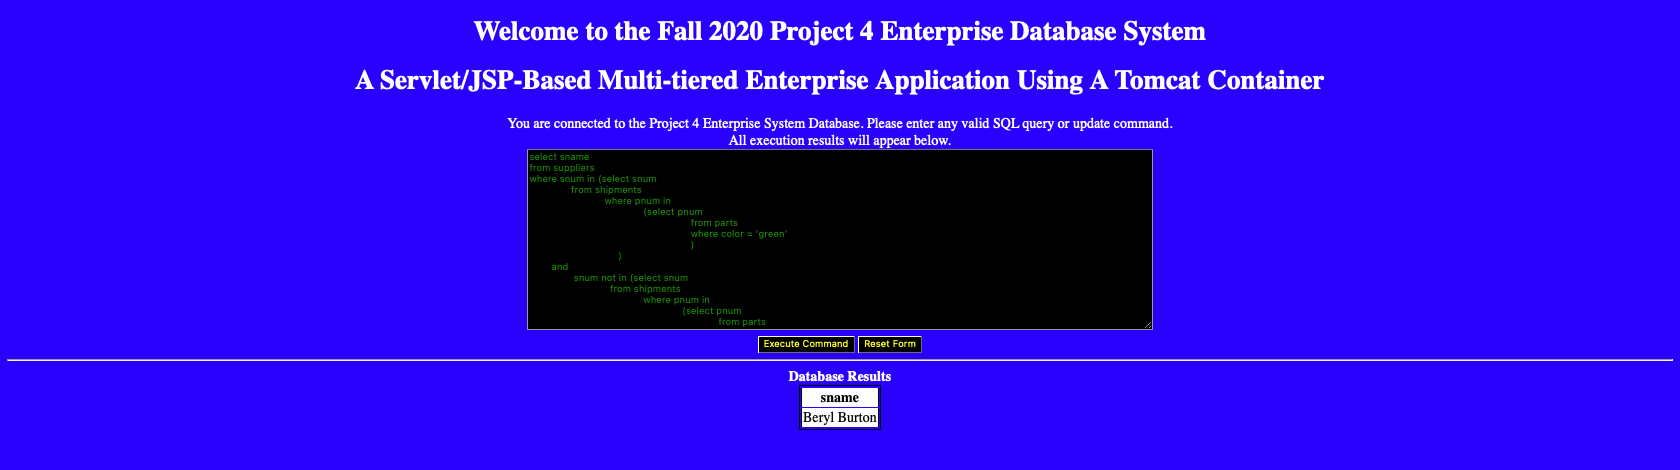 Welcome to the Fall 2020 Project 4 Enterprise Database System
A Servlet/JSP-Based Multi-tiered Enterprise Application Using A Tomcat Container
You are connected to the Project 4 Enterprise System Database. Please enter any valid SQL query or update command.
All execution results will appear below.
select sname
from suppliers
where snum in (select snum
from shipments
where pnum in
(select pnum
from parts
where color = 'green'
)
)
and
snum not in (select snum
from shipments
where pnum in
(select pnum
from parts
Execute Command Reset Form
Database Results
sname
Beryl Burton